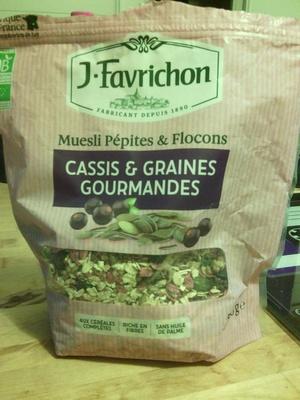 J·Favrichon
FABRICANT DEPUIS 1890
Muesli Pépites & Flocons
CASSIS & GRAINES
GOURMANDES
AUX CÉRÉALES
COMPLÈTES
RICHE EN
FIBRES
SANS HUILE
DE PALME